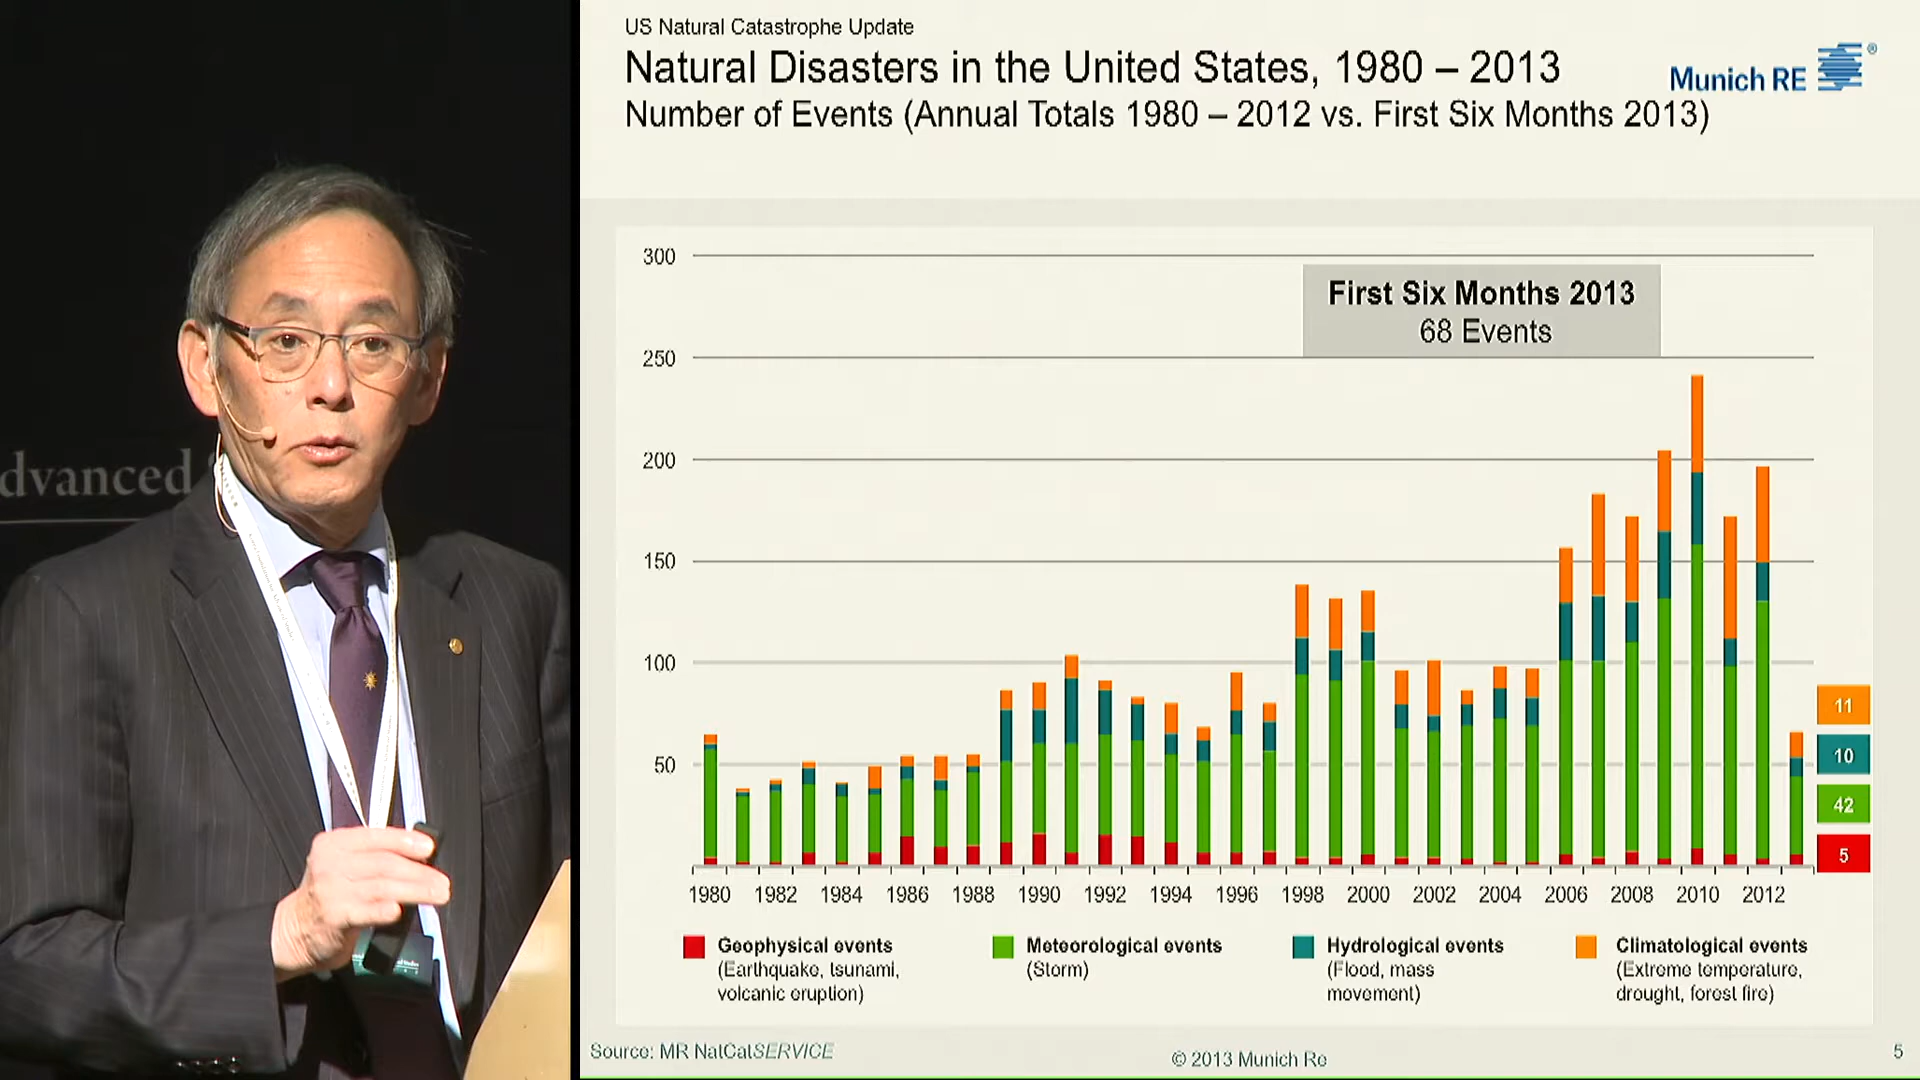 dvanced
US Natural Catastrophe Update
Natural Disasters in the United States, 1980 – 2013
Munich RE ®
Number of Events (Annual Totals 1980 – 2012 vs. First Six Months 2013)
300
First Six Months 2013
68 Events
250
200
150
100
50
11
10
42
5
1980 1982 1984 1986 1988 1990 1992 1994 1996 1998 2000 2002 2004 2006 2008 2010 2012
Geophysical events
(Earthquake, tsunami,
volcanic eruption)
Meteorological events
(Storm)
Hydrological events
(Flood, mass
movement)
Climatological events
(Extreme temperature,
drought, forest fire)
Source: MR NatCatSERVICE
© 2013 Munich Re
5